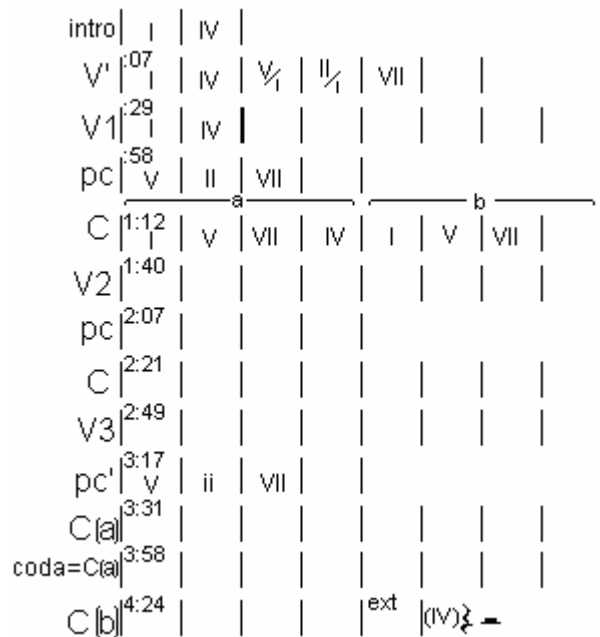 intro I IV
V' :07 I IV V/I II/I VII
V1 :29 I IV
pc :58 V II VII
a b
C 1:12 I V VII IV I V VII
V2 1:40
pc 2:07
C 2:21
V3 2:49
pc' 3:17 V ii VII
C(a) 3:31
coda=C(a) 3:58
C(b) 4:24 ext (IV)